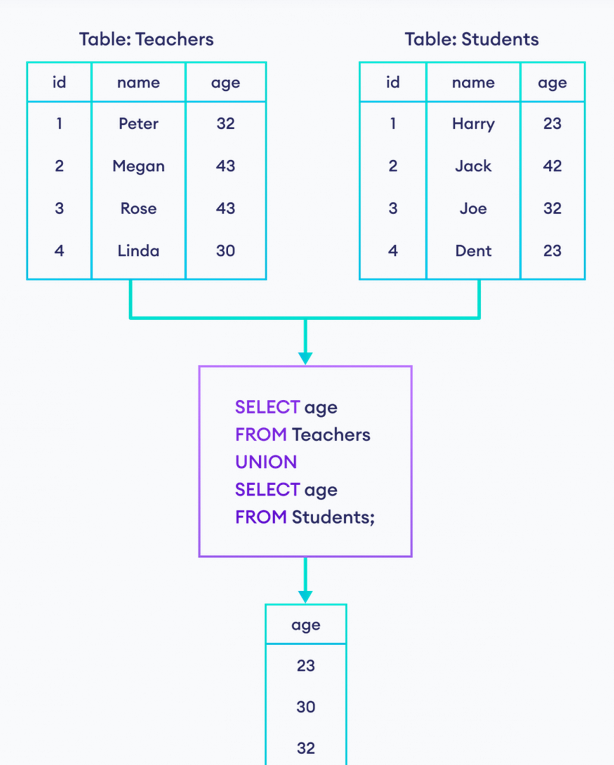 Table: Teachers
id name age
1 Peter 32
2 Megan 43
3 Rose 43
4 Linda 30
Table: Students
id name age
1 Harry 23
2 Jack 42
3 Joe 32
4 Dent 23
SELECT age
FROM Teachers
UNION
SELECT age
FROM Students;
age
23
30
32